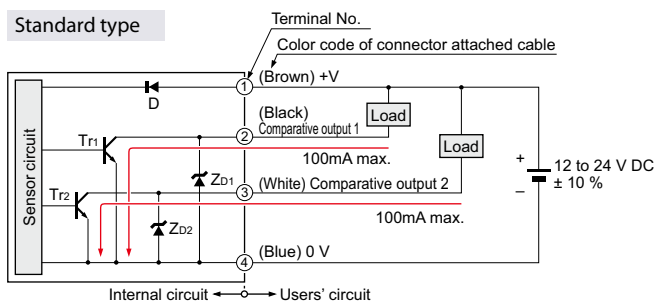 Standard type
Terminal No.
Color code of connector attached cable
1
(Brown) +V
D
(Black)
2
Comparative output 1
Load
Load
Tr1
100mA max.
Sensor circuit
ZD1
3
(White) Comparative output 2
+
12 to 24 V DC
± 10 %
–
Tr2
100mA max.
ZD2
4
(Blue) 0 V
Internal circuit
Users' circuit